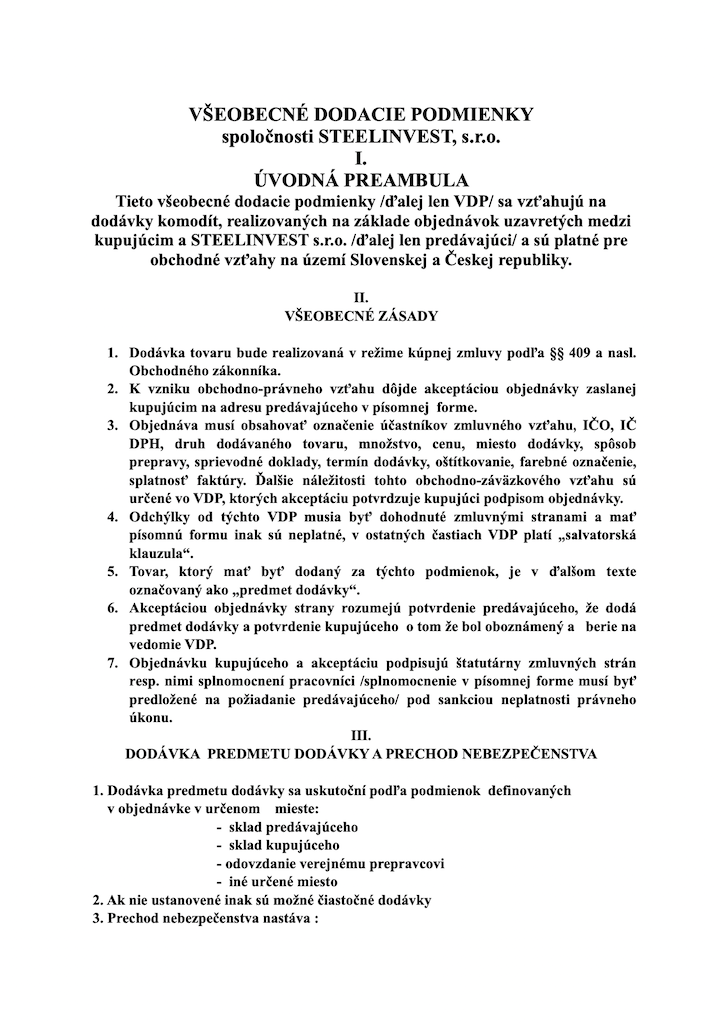 VŠEOBECNÉ DODACIE PODMIENKY
spoločnosti STEELINVEST, s.r.o.
I.
ÚVODNÁ PREAMBULA
Tieto všeobecné dodacie podmienky /ďalej len VDP/ sa vzťahujú na
dodávky komodít, realizovaných na základe objednávok uzavretých medzi
kupujúcim a STEELINVEST s.r.o. /ďalej len predávajúci/ a sú platné pre
obchodné vzťahy na území Slovenskej a Českej republiky.
II.
VŠEOBECNÉ ZÁSADY
1. Dodávka tovaru bude realizovaná v režime kúpnej zmluvy podľa §§ 409 a nasl.
Obchodného zákonníka.
2. K vzniku obchodno-právneho vzťahu dôjde akceptáciou objednávky zaslanej
kupujúcim na adresu predávajúceho v písomnej forme.
3. Objednáva musí obsahovať označenie účastníkov zmluvného vzťahu, IČO, IČ
DPH, druh dodávaného tovaru, množstvo, cenu, miesto dodávky, spôsob
prepravy, sprievodné doklady, termín dodávky, oštítkovanie, farebné označenie,
splatnosť faktúry. Ďalšie náležitosti tohto obchodno-záväzkového vzťahu sú
určené vo VDP, ktorých akceptáciu potvrdzuje kupujúci podpisom objednávky.
4. Odchýlky od týchto VDP musia byť dohodnuté zmluvnými stranami a mať
písomnú formu inak sú neplatné, v ostatných častiach VDP platí „salvatorská
klauzula“.
5. Tovar, ktorý mať byť dodaný za týchto podmienok, je v ďalšom texte
označovaný ako „predmet dodávky“.
6. Akceptáciou objednávky strany rozumejú potvrdenie predávajúceho, že dodá
predmet dodávky a potvrdenie kupujúceho o tom že bol oboznámený a berie na
vedomie VDP.
7. Objednávku kupujúceho a akceptáciu podpisujú štatutárny zmluvných strán
resp. nimi splnomocnení pracovníci /splnomocnenie v písomnej forme musí byť
predložené na požiadanie predávajúceho/ pod sankciou neplatnosti právneho
úkonu.
III.
DODÁVKA PREDMETU DODÁVKY A PRECHOD NEBEZPEČENSTVA
1. Dodávka predmetu dodávky sa uskutoční podľa podmienok definovaných
v objednávke v určenom mieste:
- sklad predávajúceho
- sklad kupujúceho
- odovzdanie verejnému prepravcovi
- iné určené miesto
2. Ak nie ustanovené inak sú možné čiastočné dodávky
3. Prechod nebezpečenstva nastáva :